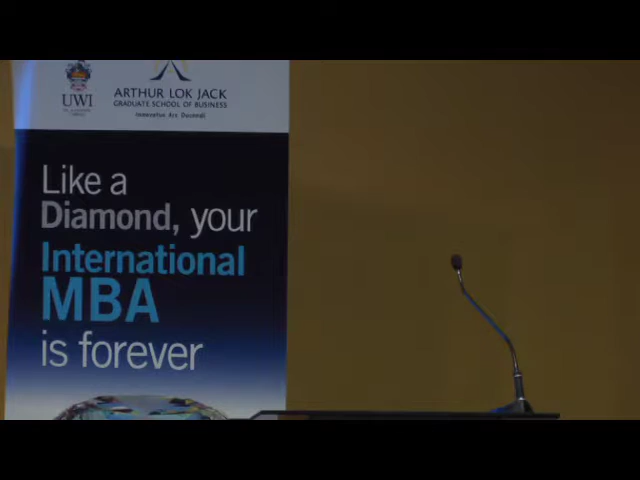 UWI
ARTHUR LOK JACK
GRADUATE SCHOOL OF BUSINESS
Like a
Diamond, your
International
MBA
is forever